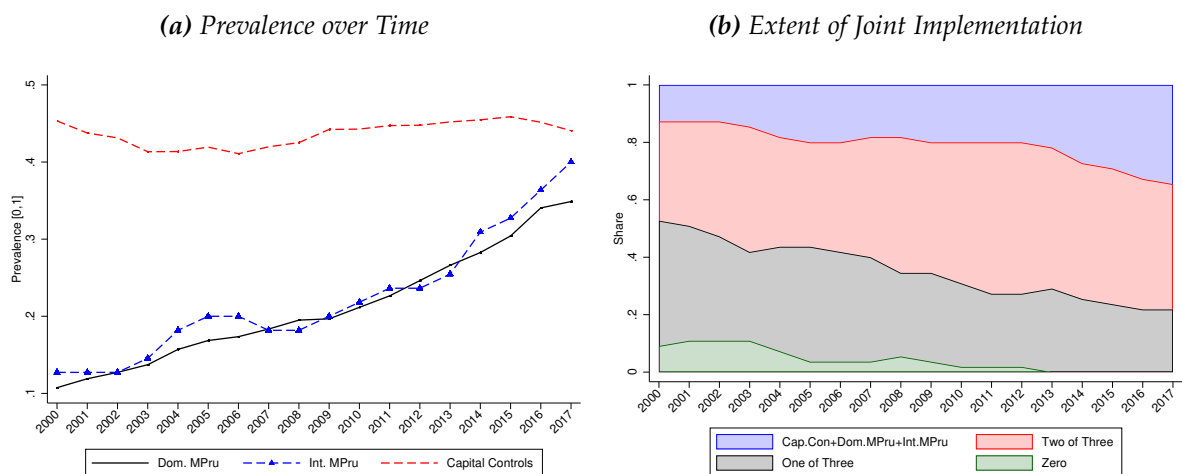 (a) Prevalence over Time
(b) Extent of Joint Implementation
Prevalence [0,1]
.5
.4
.3
.2
.1
2000 2001 2002 2003 2004 2005 2006 2007 2008 2009 2010 2011 2012 2013 2014 2015 2016 2017
Dom. MPru Int. MPru Capital Controls
Share
1
.8
.6
.4
.2
0
2000 2001 2002 2003 2004 2005 2006 2007 2008 2009 2010 2011 2012 2013 2014 2015 2016 2017
Cap.Con+Dom.MPru+Int.MPru Two of Three
One of Three Zero